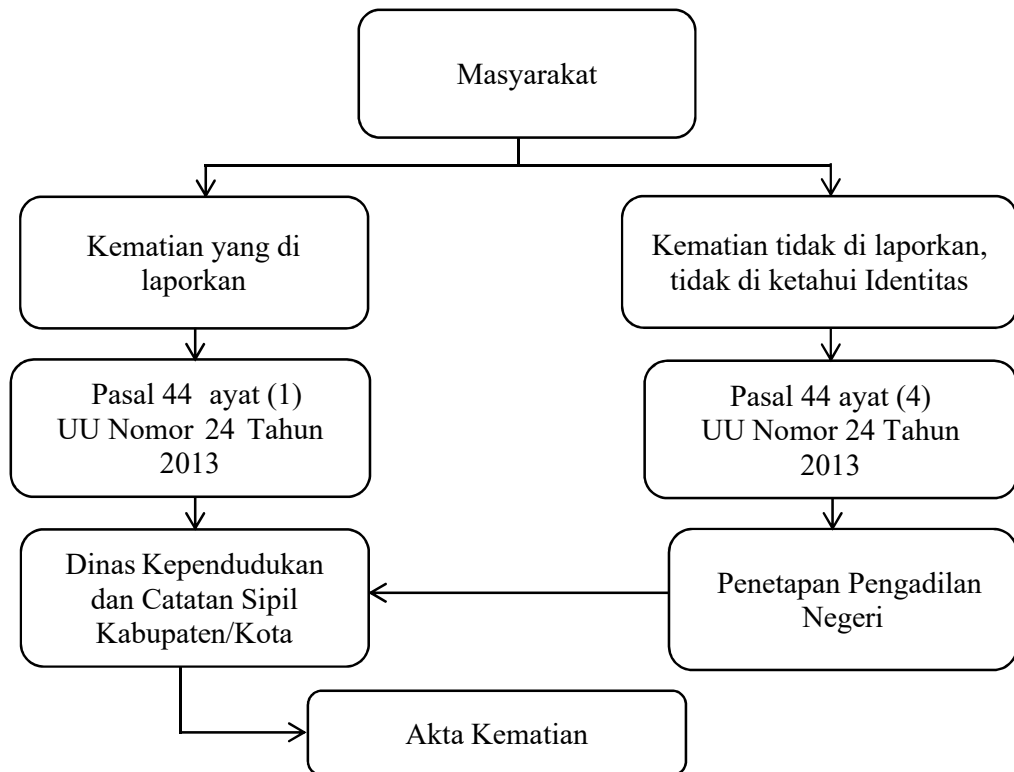 Masyarakat
Kematian yang di
laporkan
Kematian tidak di laporkan,
tidak di ketahui Identitas
Pasal 44 ayat (1)
UU Nomor 24 Tahun
2013
Pasal 44 ayat (4)
UU Nomor 24 Tahun
2013
Dinas Kependudukan
dan Catatan Sipil
Kabupaten/Kota
Penetapan Pengadilan
Negeri
Akta Kematian